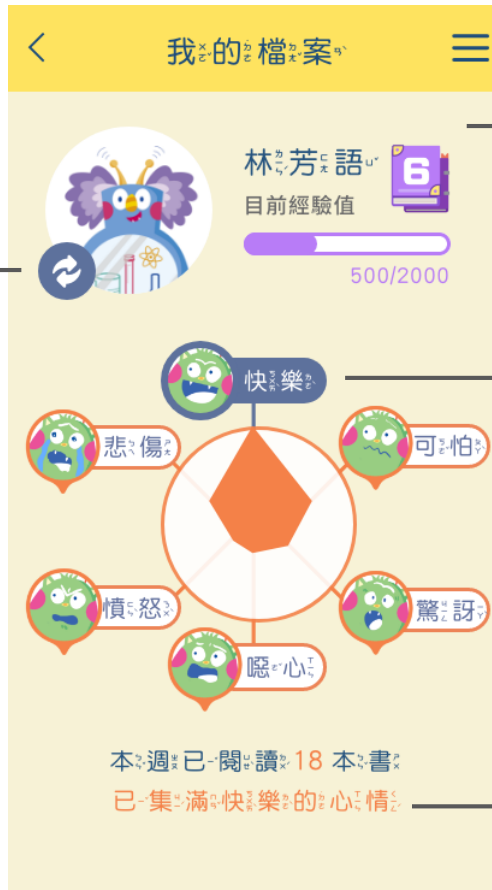 我的檔案
林芳語
6
目前經驗值
500/2000
快樂
悲傷
可怕
憤怒
驚訝
噁心
本週已閱讀 18 本書
已集滿快樂的心情